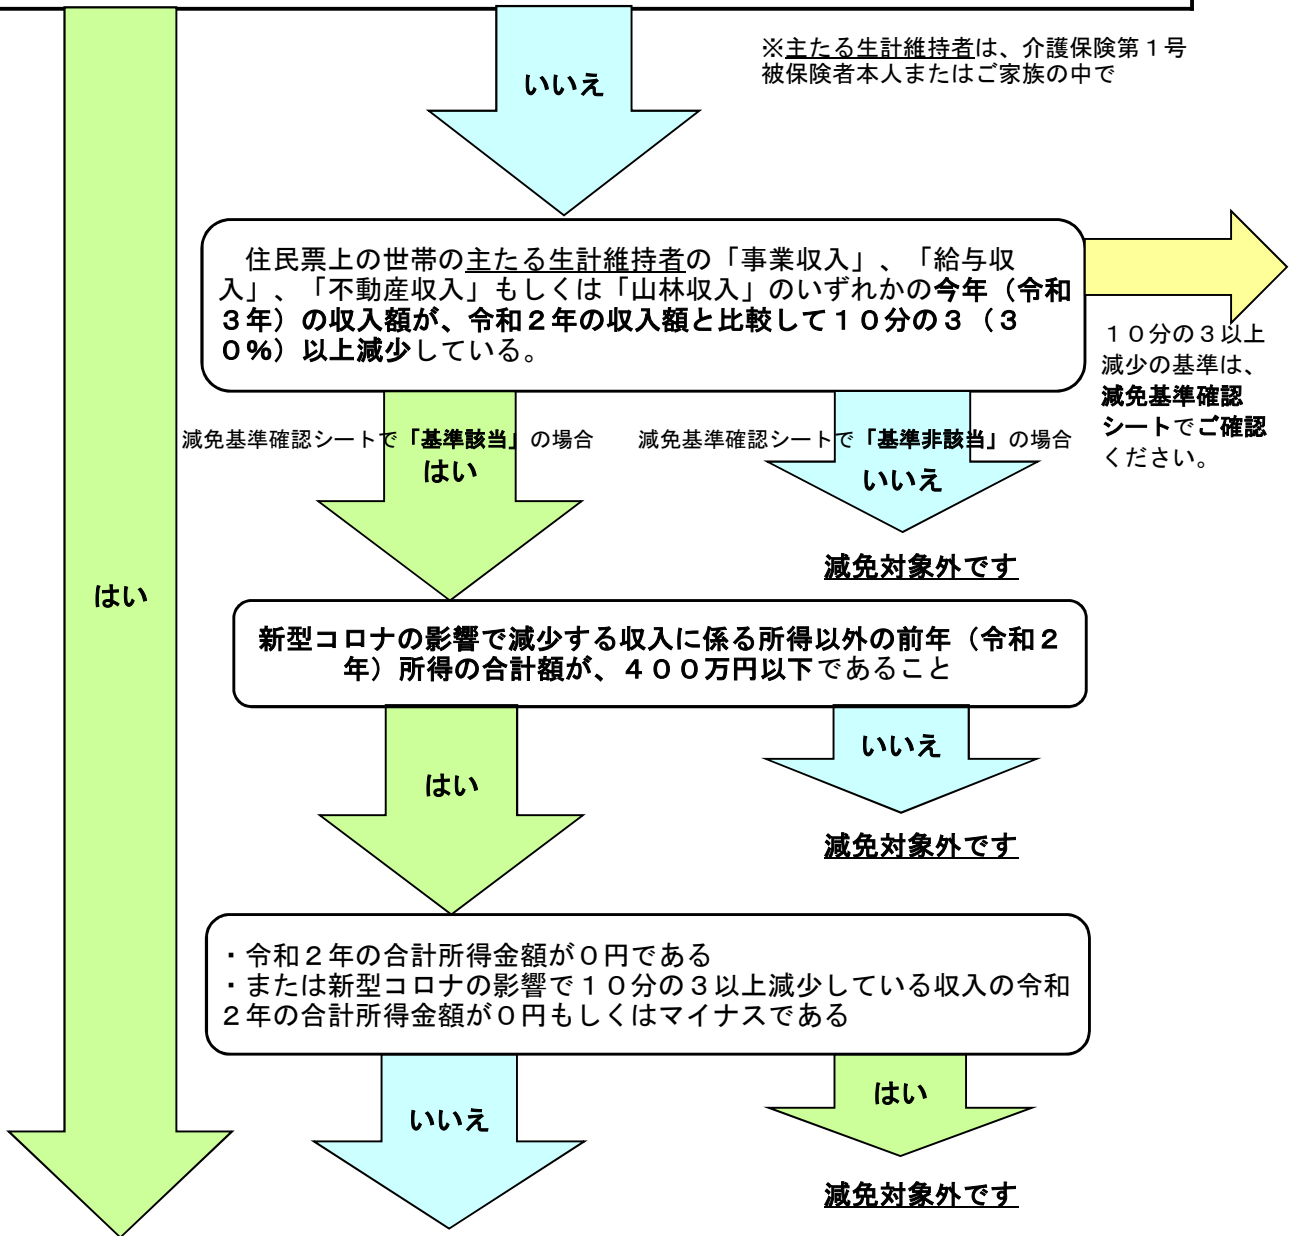 ※主たる生計維持者は、介護保険第１号
被保険者本人またはご家族の中で
いいえ
住民票上の世帯の主たる生計維持者の「事業収入」、「給与収
入」、「不動産収入」もしくは「山林収入」のいずれかの今年（令和
３年）の収入額が、令和２年の収入額と比較して１０分の３（３
０%）以上減少している。
１０分の３以上
減少の基準は、
減免基準確認
シートでご確認
ください。
減免基準確認シートで「基準該当」の場合
はい
減免基準確認シートで「基準非該当」の場合
いいえ
減免対象外です
はい
新型コロナの影響で減少する収入に係る所得以外の前年（令和２
年）所得の合計額が、４００万円以下であること
はい
いいえ
減免対象外です
・令和２年の合計所得金額が０円である
・または新型コロナの影響で１０分の３以上減少している収入の令和
２年の合計所得金額が０円もしくはマイナスである
いいえ
はい
減免対象外です